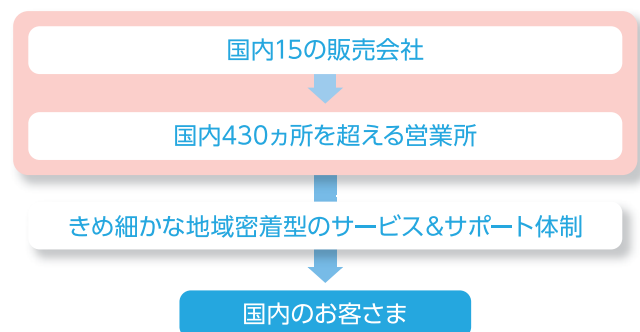 国内15の販売会社
国内430ヵ所を超える営業所
きめ細かな地域密着型のサービス&サポート体制
国内のお客さま